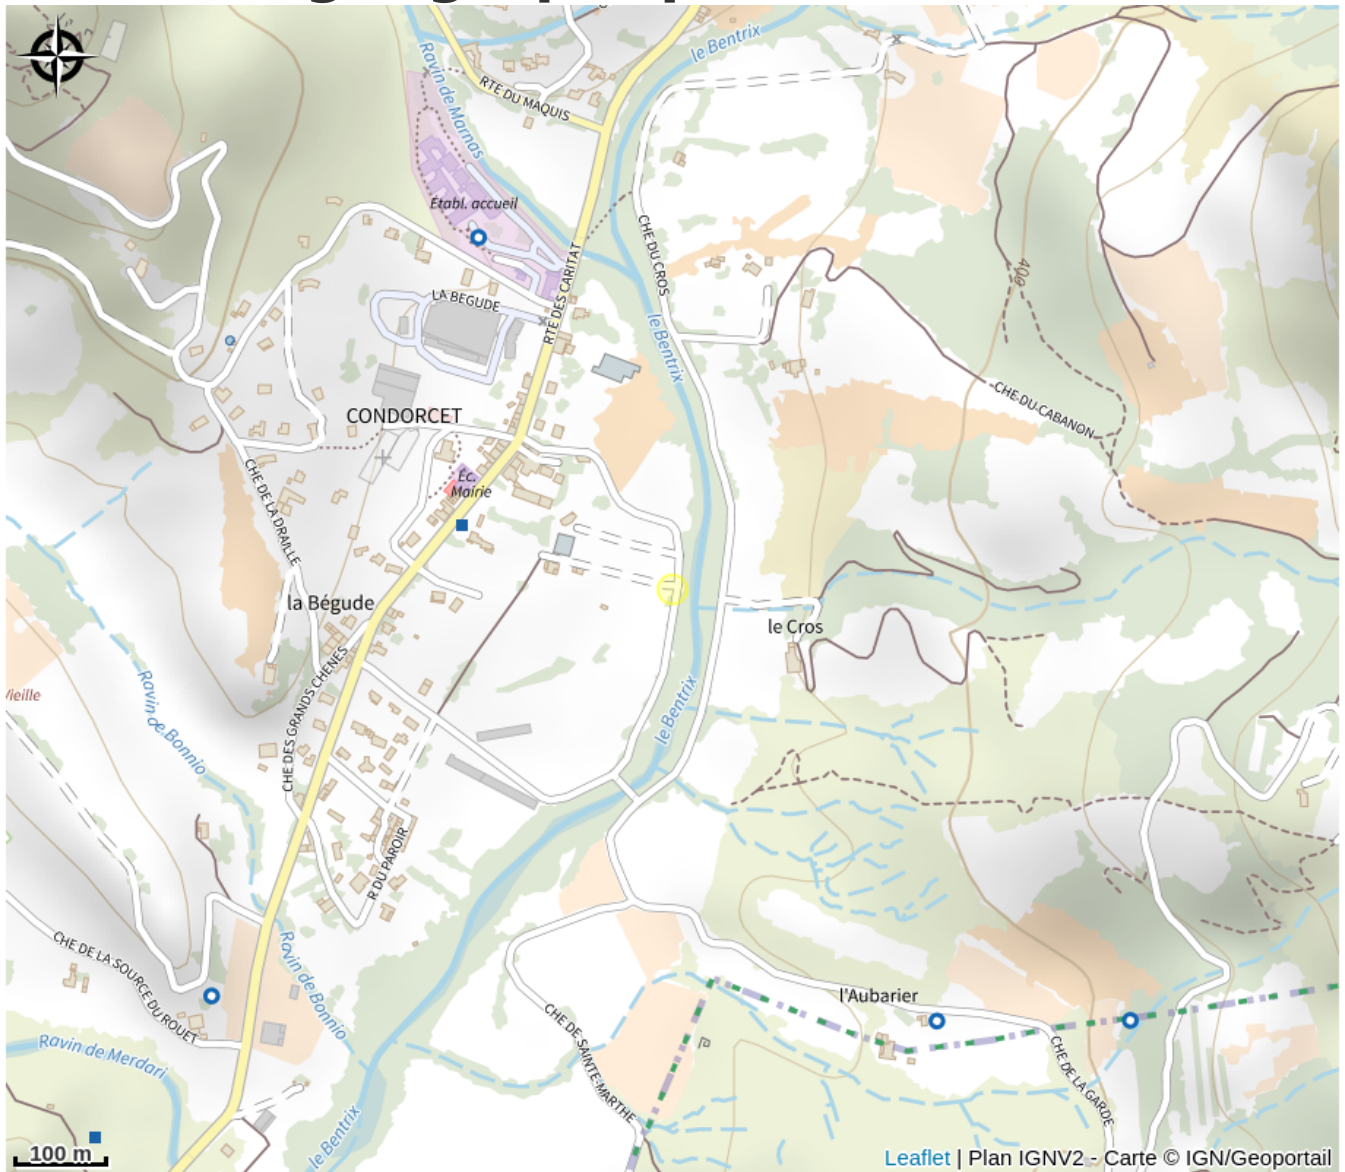 le Bentrix
Ravin de Marnas
RTE DU MAQUIS
Établ. accueil
CHE DU CROS
RTE DES CARITAT
LA BEGUDE
400
le Bentrix
CHE DU CABANON
CONDORCET
Éc.
Mairie
CHE DE LA DRAILLE
la Bégude
le Cros
CHE DES GRANDS CHENES
Vieille
Ravin de Bonnio
le Bentrix
R DU PAROIR
CHE DE LA SOURCE DU ROUET
Ravin de Bonnio
l'Aubarier
CHE DE SAINTE-MARTHE
CHE DE LA GARDE
Ravin de Merdari
le Bentrix
100 m
Leaflet | Plan IGNV2 - Carte © IGN/Geoportail